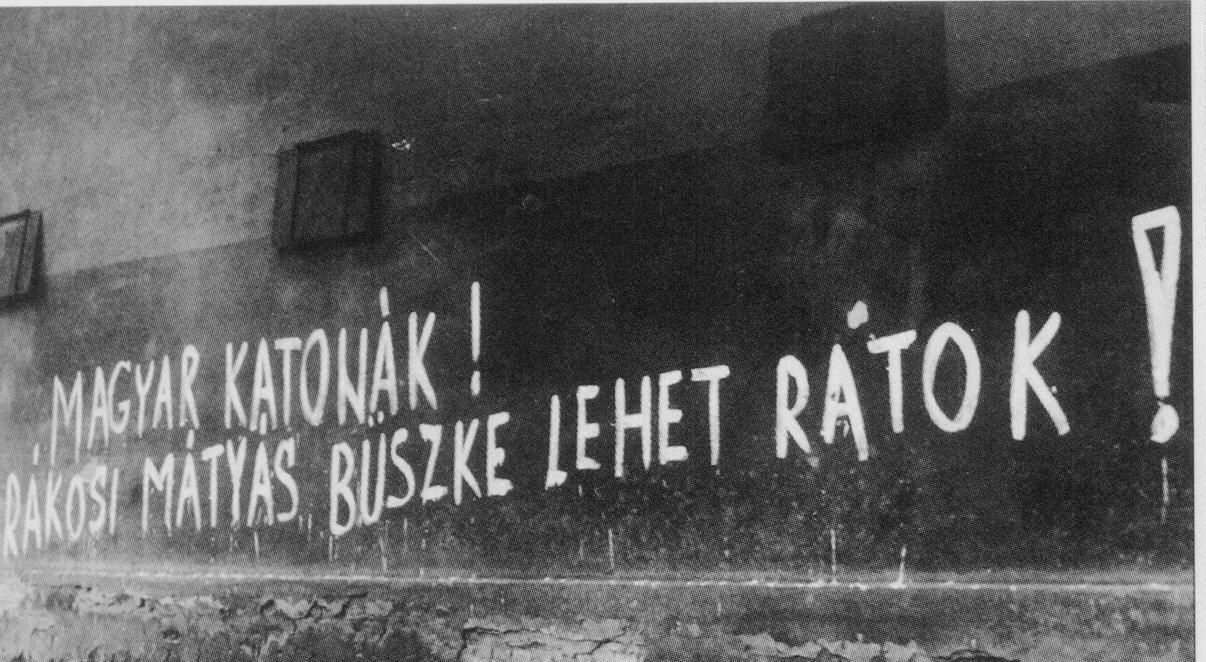 MAGYAR KATONÁK!
RÁKOSI MÁTYÁS BÜSZKE LEHET RÁTOK!